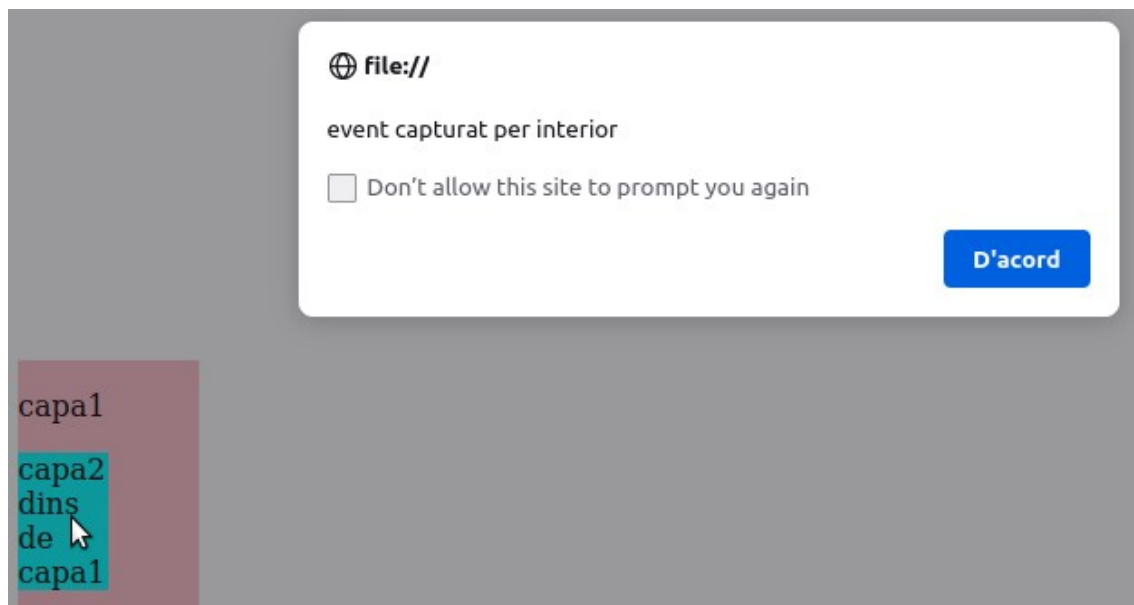 file://
event capturat per interior
Don't allow this site to prompt you again
D'acord
capa1
capa2
dins
de
capa1